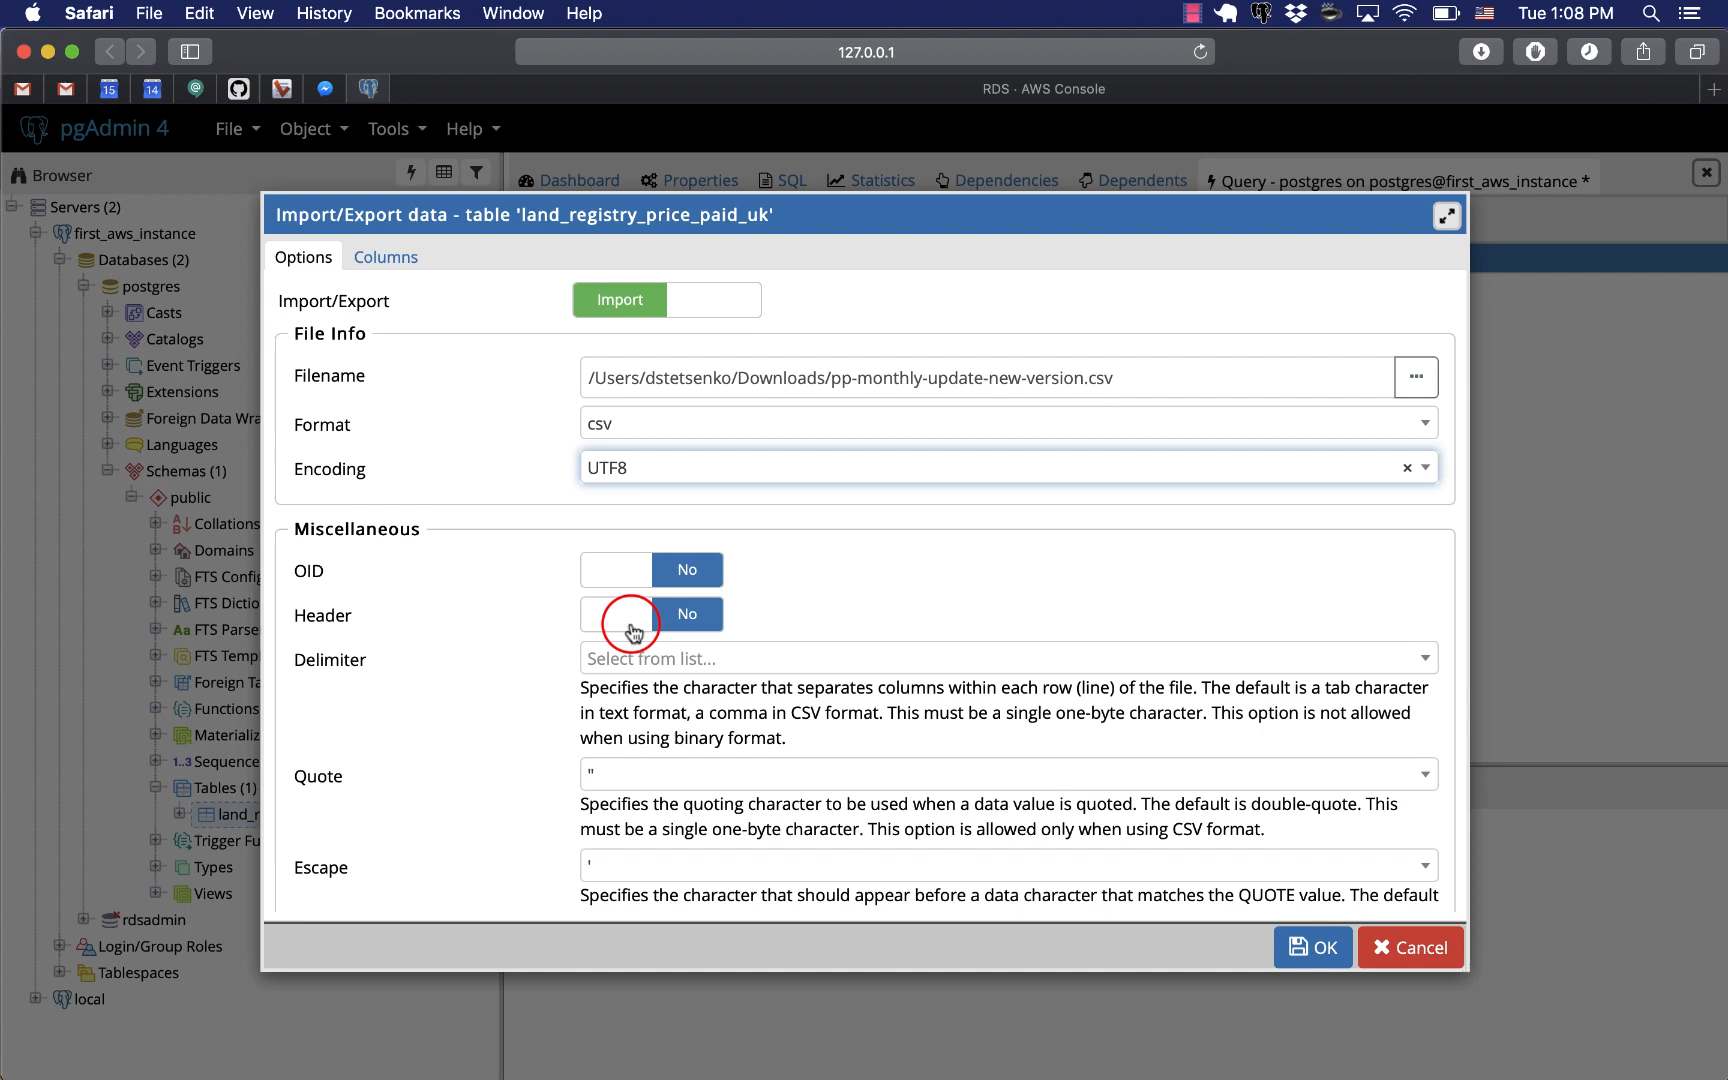 Safari File Edit View History Bookmarks Window Help Tue 1:08 PM
127.0.0.1
15 14 RDS · AWS Console
pgAdmin 4 File Object Tools Help
Browser Dashboard Properties SQL Statistics Dependencies Dependents Query - postgres on postgres@first_aws_instance *
Servers (2)
first_aws_instance
Databases (2)
postgres
Casts
Catalogs
Event Triggers
Extensions
Foreign Data Wra
Languages
Schemas (1)
public
Collations
Domains
FTS Config
FTS Dictio
FTS Parse
FTS Temp
Foreign Ta
Functions
Materializ
1..3 Sequence
Tables (1)
land_r
Trigger Fu
Types
Views
rdsadmin
Login/Group Roles
Tablespaces
local
Import/Export data - table 'land_registry_price_paid_uk'
Options Columns
Import/Export Import
File Info
Filename /Users/dstetsenko/Downloads/pp-monthly-update-new-version.csv ...
Format csv
Encoding UTF8 ×
Miscellaneous
OID No
Header No
Delimiter Select from list...
Specifies the character that separates columns within each row (line) of the file. The default is a tab character
in text format, a comma in CSV format. This must be a single one-byte character. This option is not allowed
when using binary format.
Quote "
Specifies the quoting character to be used when a data value is quoted. The default is double-quote. This
must be a single one-byte character. This option is allowed only when using CSV format.
Escape '
Specifies the character that should appear before a data character that matches the QUOTE value. The default
OK Cancel